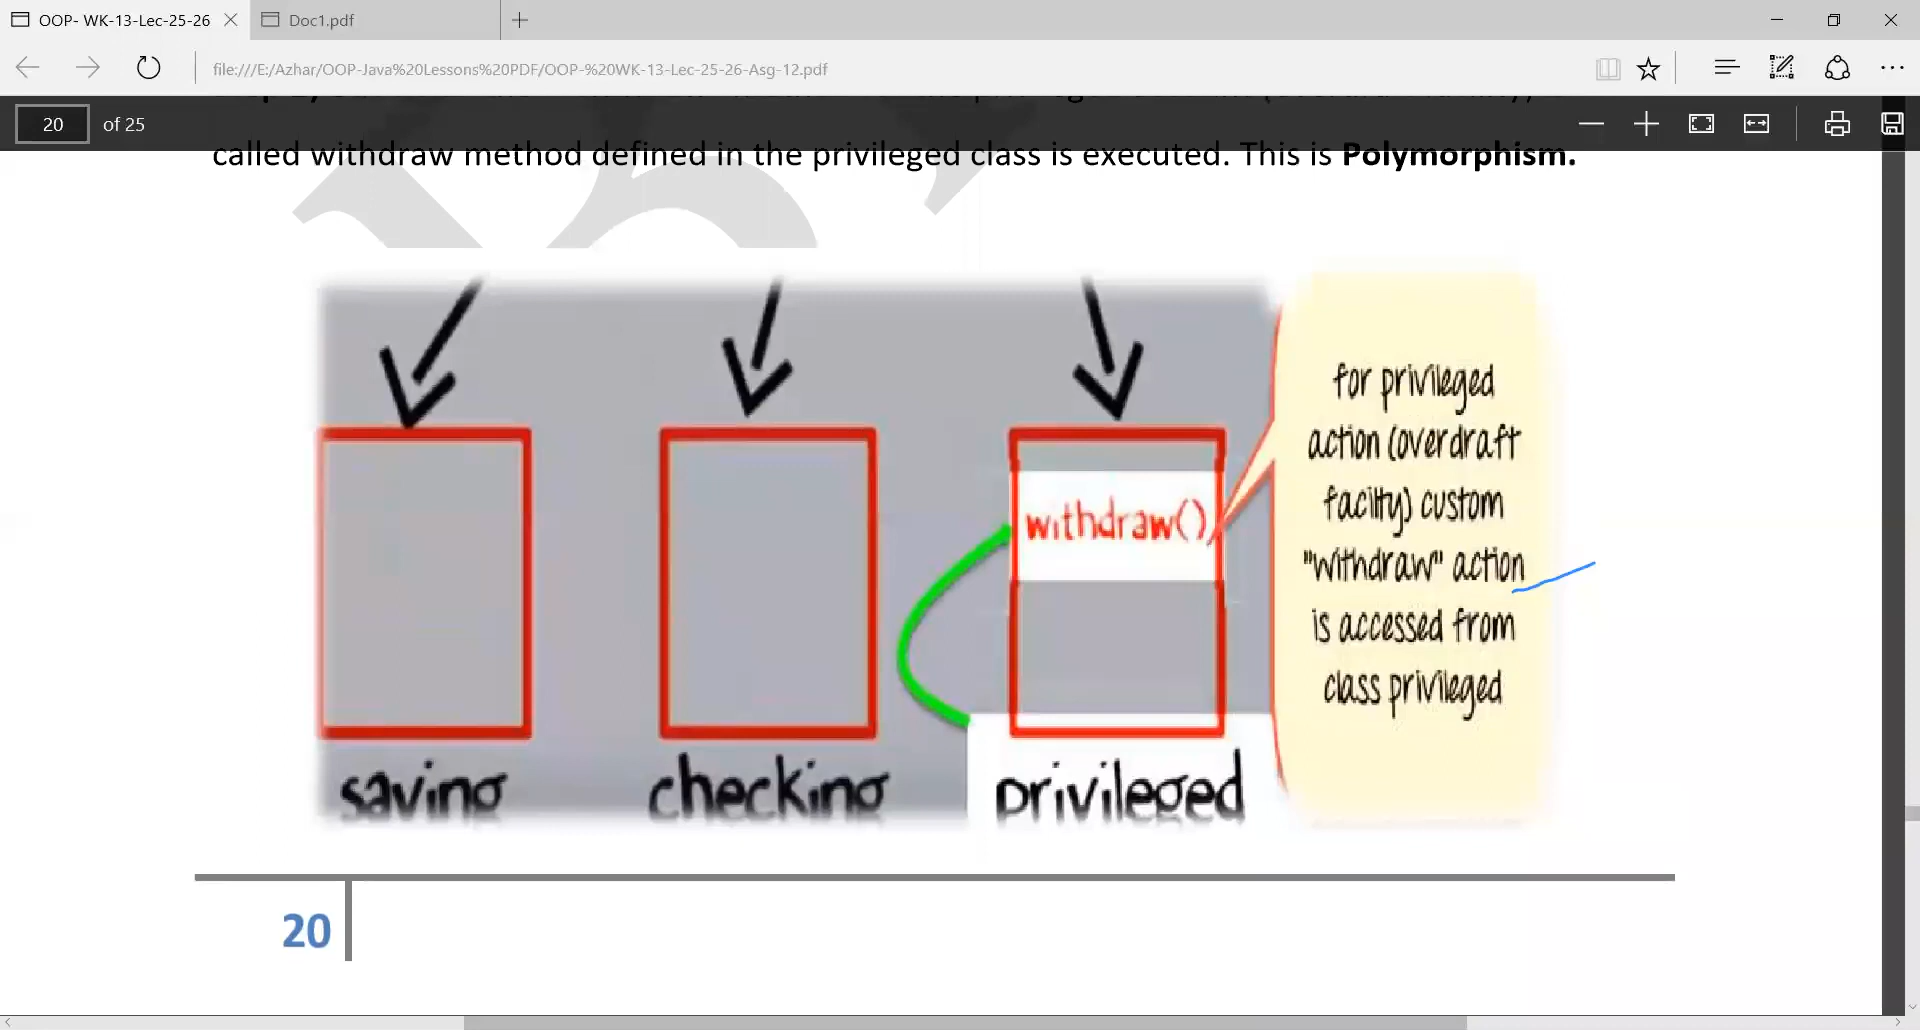 OOP- WK-13-Lec-25-26
Doc1.pdf
file:///E:/Azhar/OOP-Java%20Lessons%20PDF/OOP-%20WK-13-Lec-25-26-Asg-12.pdf
20 of 25
called withdraw method defined in the privileged class is executed. This is Polymorphism.
for privileged
action (overdraft
facilty) custom
"withdraw" action
is accessed from
class privileged
withdraw()
saving checking privileged
20